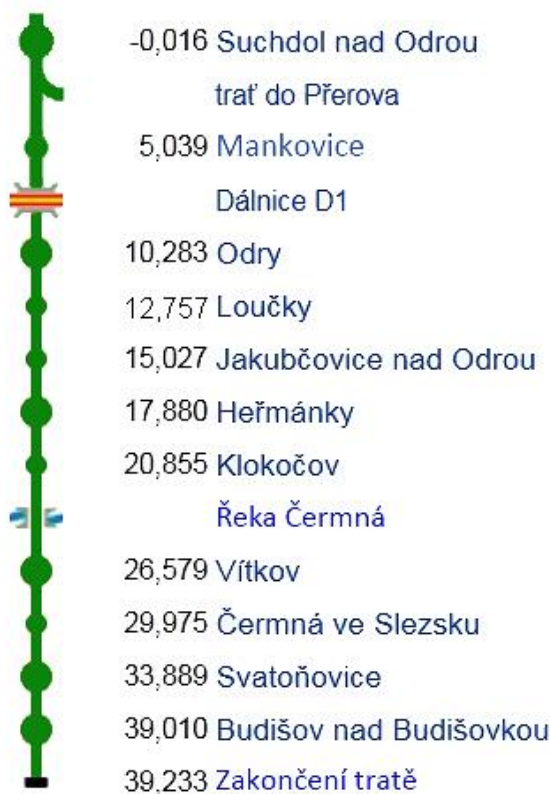 -0,016 Suchdol nad Odrou
trať do Přerova
5,039 Mankovice
Dálnice D1
10,283 Odry
12,757 Loučky
15,027 Jakubčovice nad Odrou
17,880 Heřmánky
20,855 Klokočov
Řeka Čermná
26,579 Vítkov
29,975 Čermná ve Slezsku
33,889 Svatoňovice
39,010 Budišov nad Budišovkou
39,233 Zakončení tratě